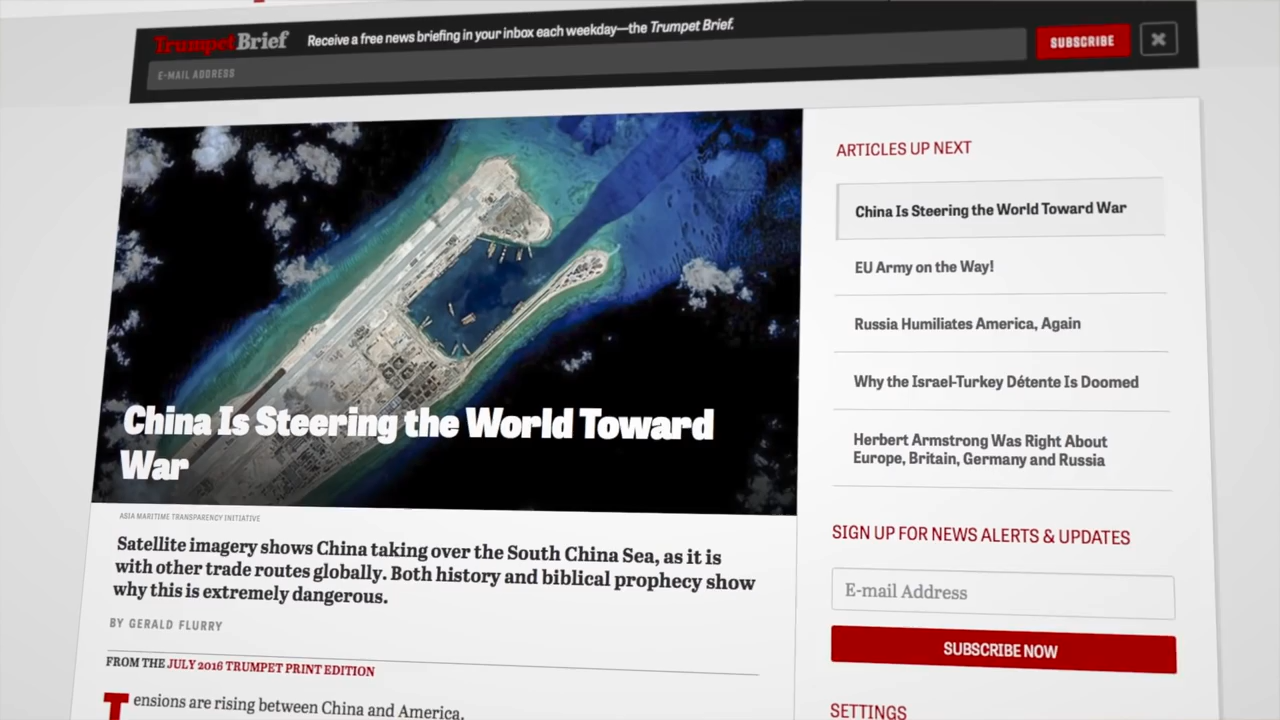 TrumpetBrief
Receive a free news briefing in your inbox each weekday—the Trumpet Brief.
E-MAIL ADDRESS
SUBSCRIBE
China Is Steering the World Toward
War
ASIA MARITIME TRANSPARENCY INITIATIVE
Satellite imagery shows China taking over the South China Sea, as it is
with other trade routes globally. Both history and biblical prophecy show
why this is extremely dangerous.
BY GERALD FLURRY
FROM THE JULY 2016 TRUMPET PRINT EDITION
Tensions are rising between China and America.
ARTICLES UP NEXT
China Is Steering the World Toward War
EU Army on the Way!
Russia Humiliates America, Again
Why the Israel-Turkey Détente Is Doomed
Herbert Armstrong Was Right About
Europe, Britain, Germany and Russia
SIGN UP FOR NEWS ALERTS & UPDATES
E-mail Address
SUBSCRIBE NOW
SETTINGS